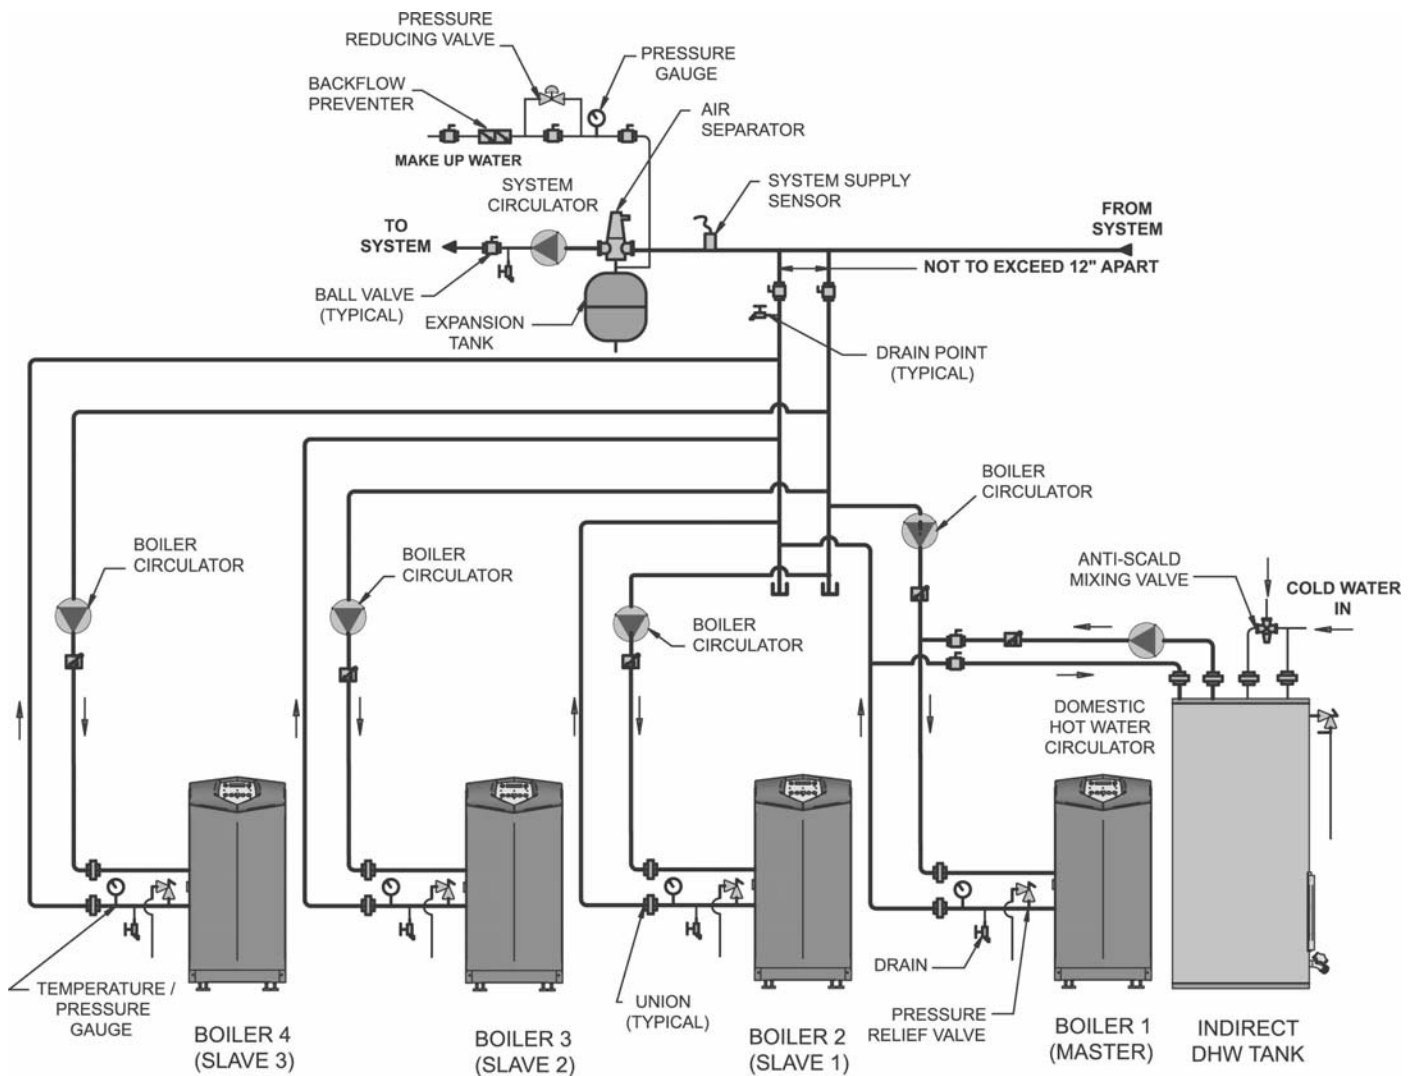 PRESSURE
REDUCING VALVE
PRESSURE
GAUGE
BACKFLOW
PREVENTER
AIR
SEPARATOR
MAKE UP WATER
SYSTEM
CIRCULATOR
SYSTEM SUPPLY
SENSOR
FROM
SYSTEM
TO
SYSTEM
NOT TO EXCEED 12" APART
BALL VALVE
(TYPICAL)
EXPANSION
TANK
DRAIN POINT
(TYPICAL)
BOILER
CIRCULATOR
BOILER
CIRCULATOR
BOILER
CIRCULATOR
ANTI-SCALD
MIXING VALVE
COLD WATER
IN
BOILER
CIRCULATOR
DOMESTIC
HOT WATER
CIRCULATOR
TEMPERATURE /
PRESSURE
GAUGE
UNION
(TYPICAL)
DRAIN
PRESSURE
RELIEF VALVE
BOILER 4
(SLAVE 3)
BOILER 3
(SLAVE 2)
BOILER 2
(SLAVE 1)
BOILER 1
(MASTER)
INDIRECT
DHW TANK